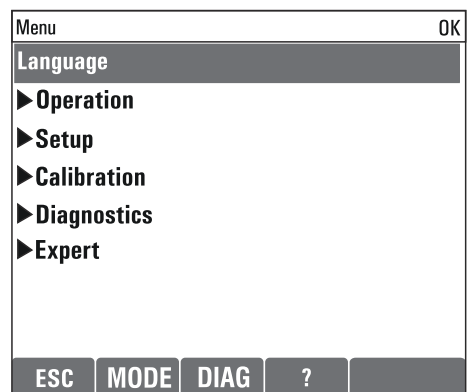 Menu OK
Language
▶Operation
▶Setup
▶Calibration
▶Diagnostics
▶Expert
ESC MODE DIAG ?